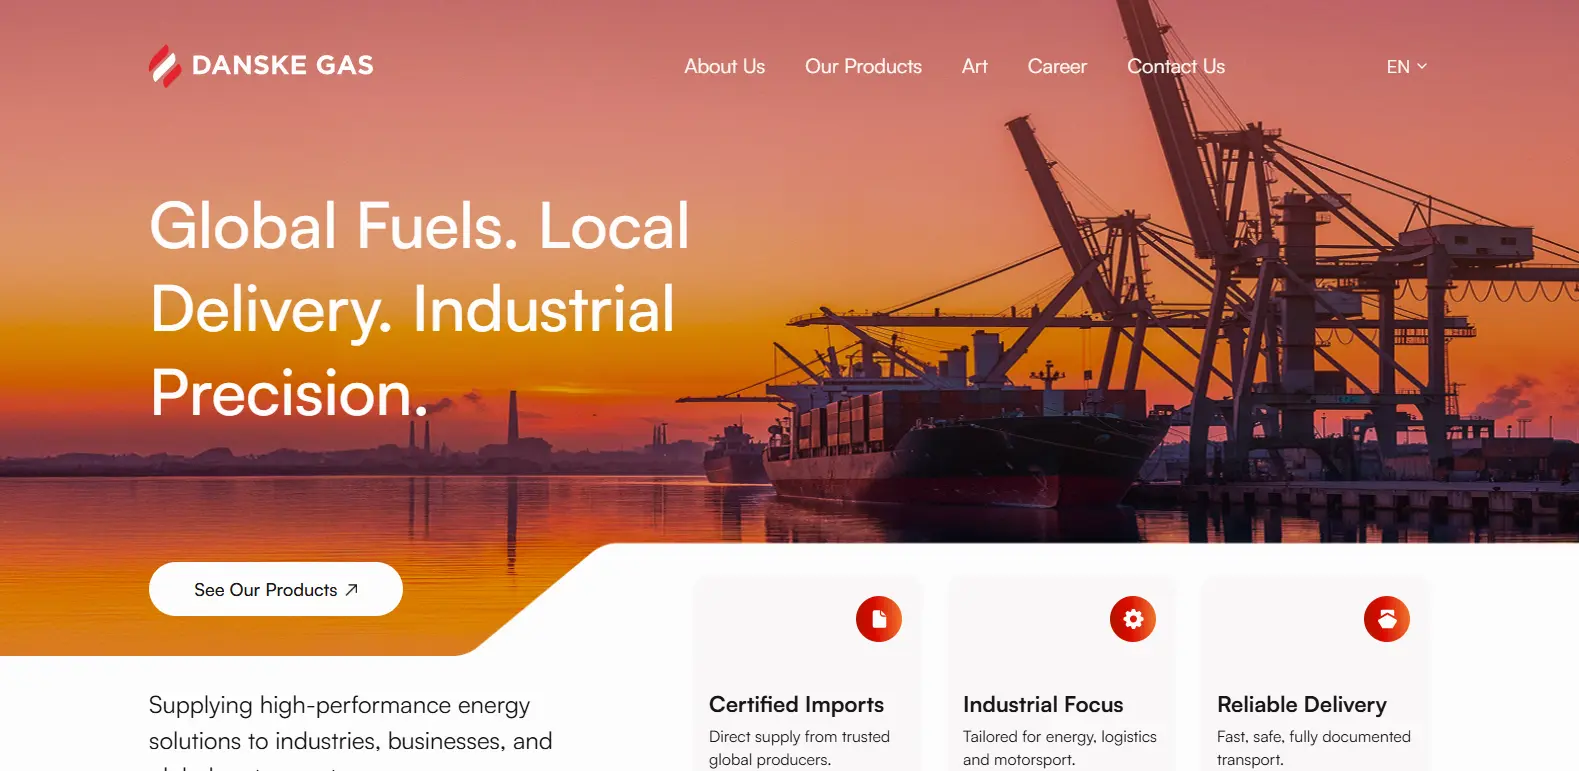 DANSKE GAS
About Us
Our Products
Art
Career
Contact Us
EN
Global Fuels. Local
Delivery. Industrial
Precision.
See Our Products
Supplying high-performance energy
solutions to industries, businesses, and
Certified Imports
Direct supply from trusted
global producers.
Industrial Focus
Tailored for energy, logistics
and motorsport.
Reliable Delivery
Fast, safe, fully documented
transport.